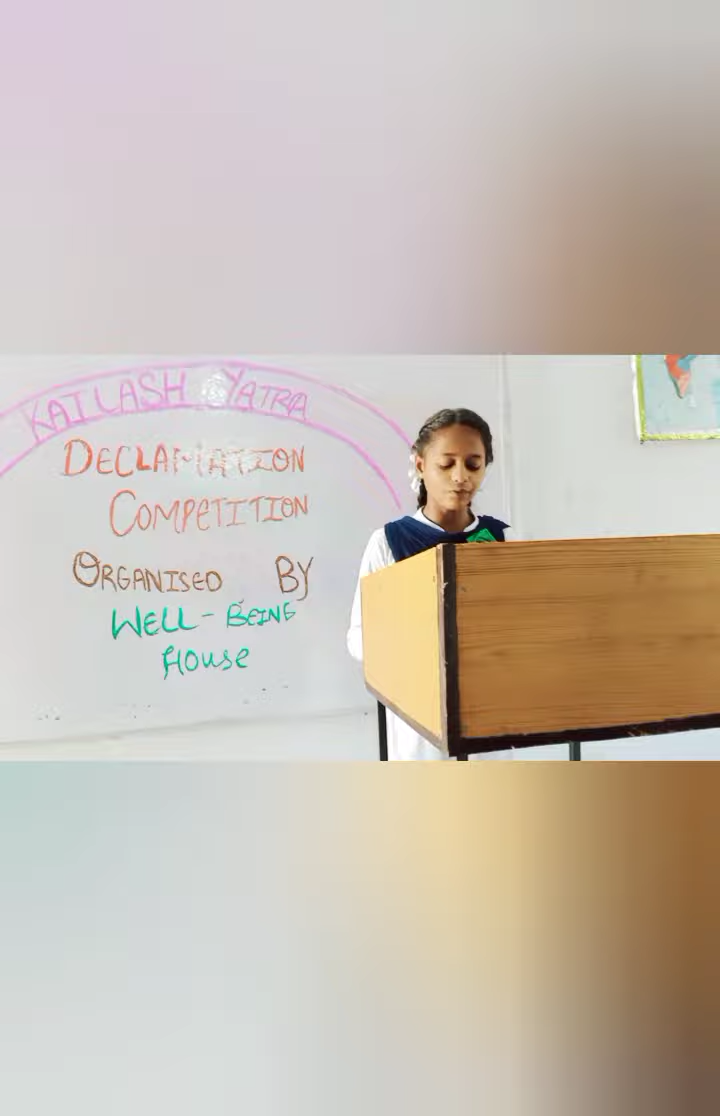 KAILASH YATRA
DECLAMATION
COMPETITION
ORGANISED BY
WELL-BEING
House